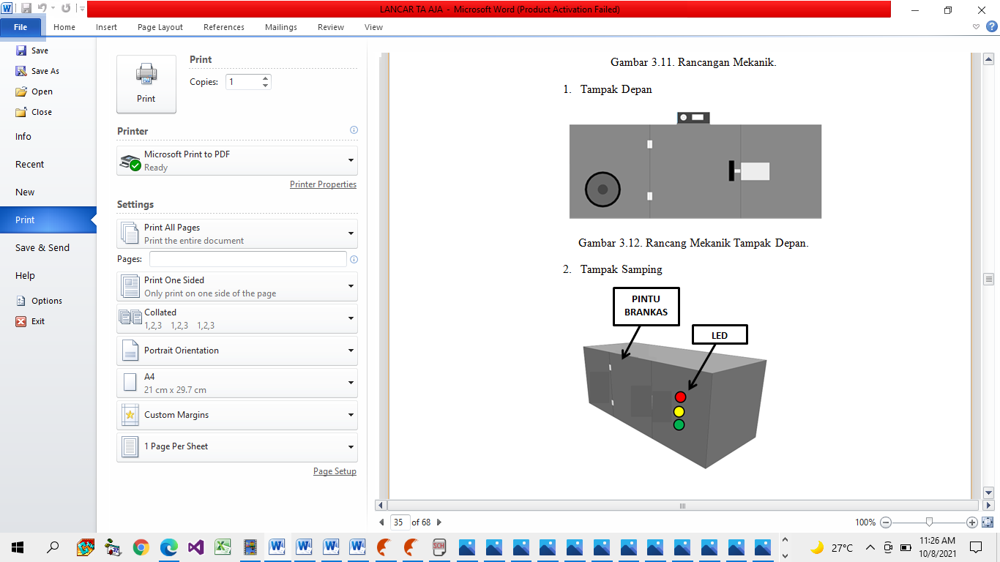 LANCAR TA AJA - Microsoft Word (Product Activation Failed)
File Home Insert Page Layout References Mailings Review View
Save
Save As
Open
Close
Info
Recent
New
Print
Save & Send
Help
Options
Exit
Print
Print
Copies: 1
Printer
Microsoft Print to PDF
Ready
Printer Properties
Settings
Print All Pages
Print the entire document
Pages:
Print One Sided
Only print on one side of the page
Collated
1,2,3 1,2,3 1,2,3
Portrait Orientation
A4
21 cm x 29.7 cm
Custom Margins
1 Page Per Sheet
Page Setup
Gambar 3.11. Rancangan Mekanik.
1. Tampak Depan
Gambar 3.12. Rancang Mekanik Tampak Depan.
2. Tampak Samping
PINTU
BRANKAS
LED
35 of 68
100%
SCH
27°C
11:26 AM
10/8/2021